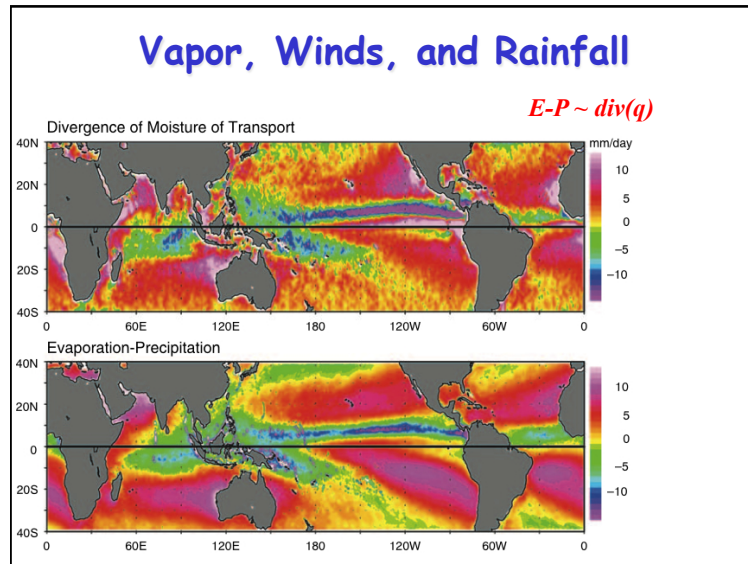 Vapor, Winds, and Rainfall
E-P ~ div(q)
Divergence of Moisture of Transport
mm/day
40N
20N
0
20S
40S
10
5
0
−5
−10
60E
120E
180
120W
60W
0
Evaporation-Precipitation
40N
20N
0
20S
40S
10
5
0
−5
−10
0
60E
120E
180
120W
60W
0